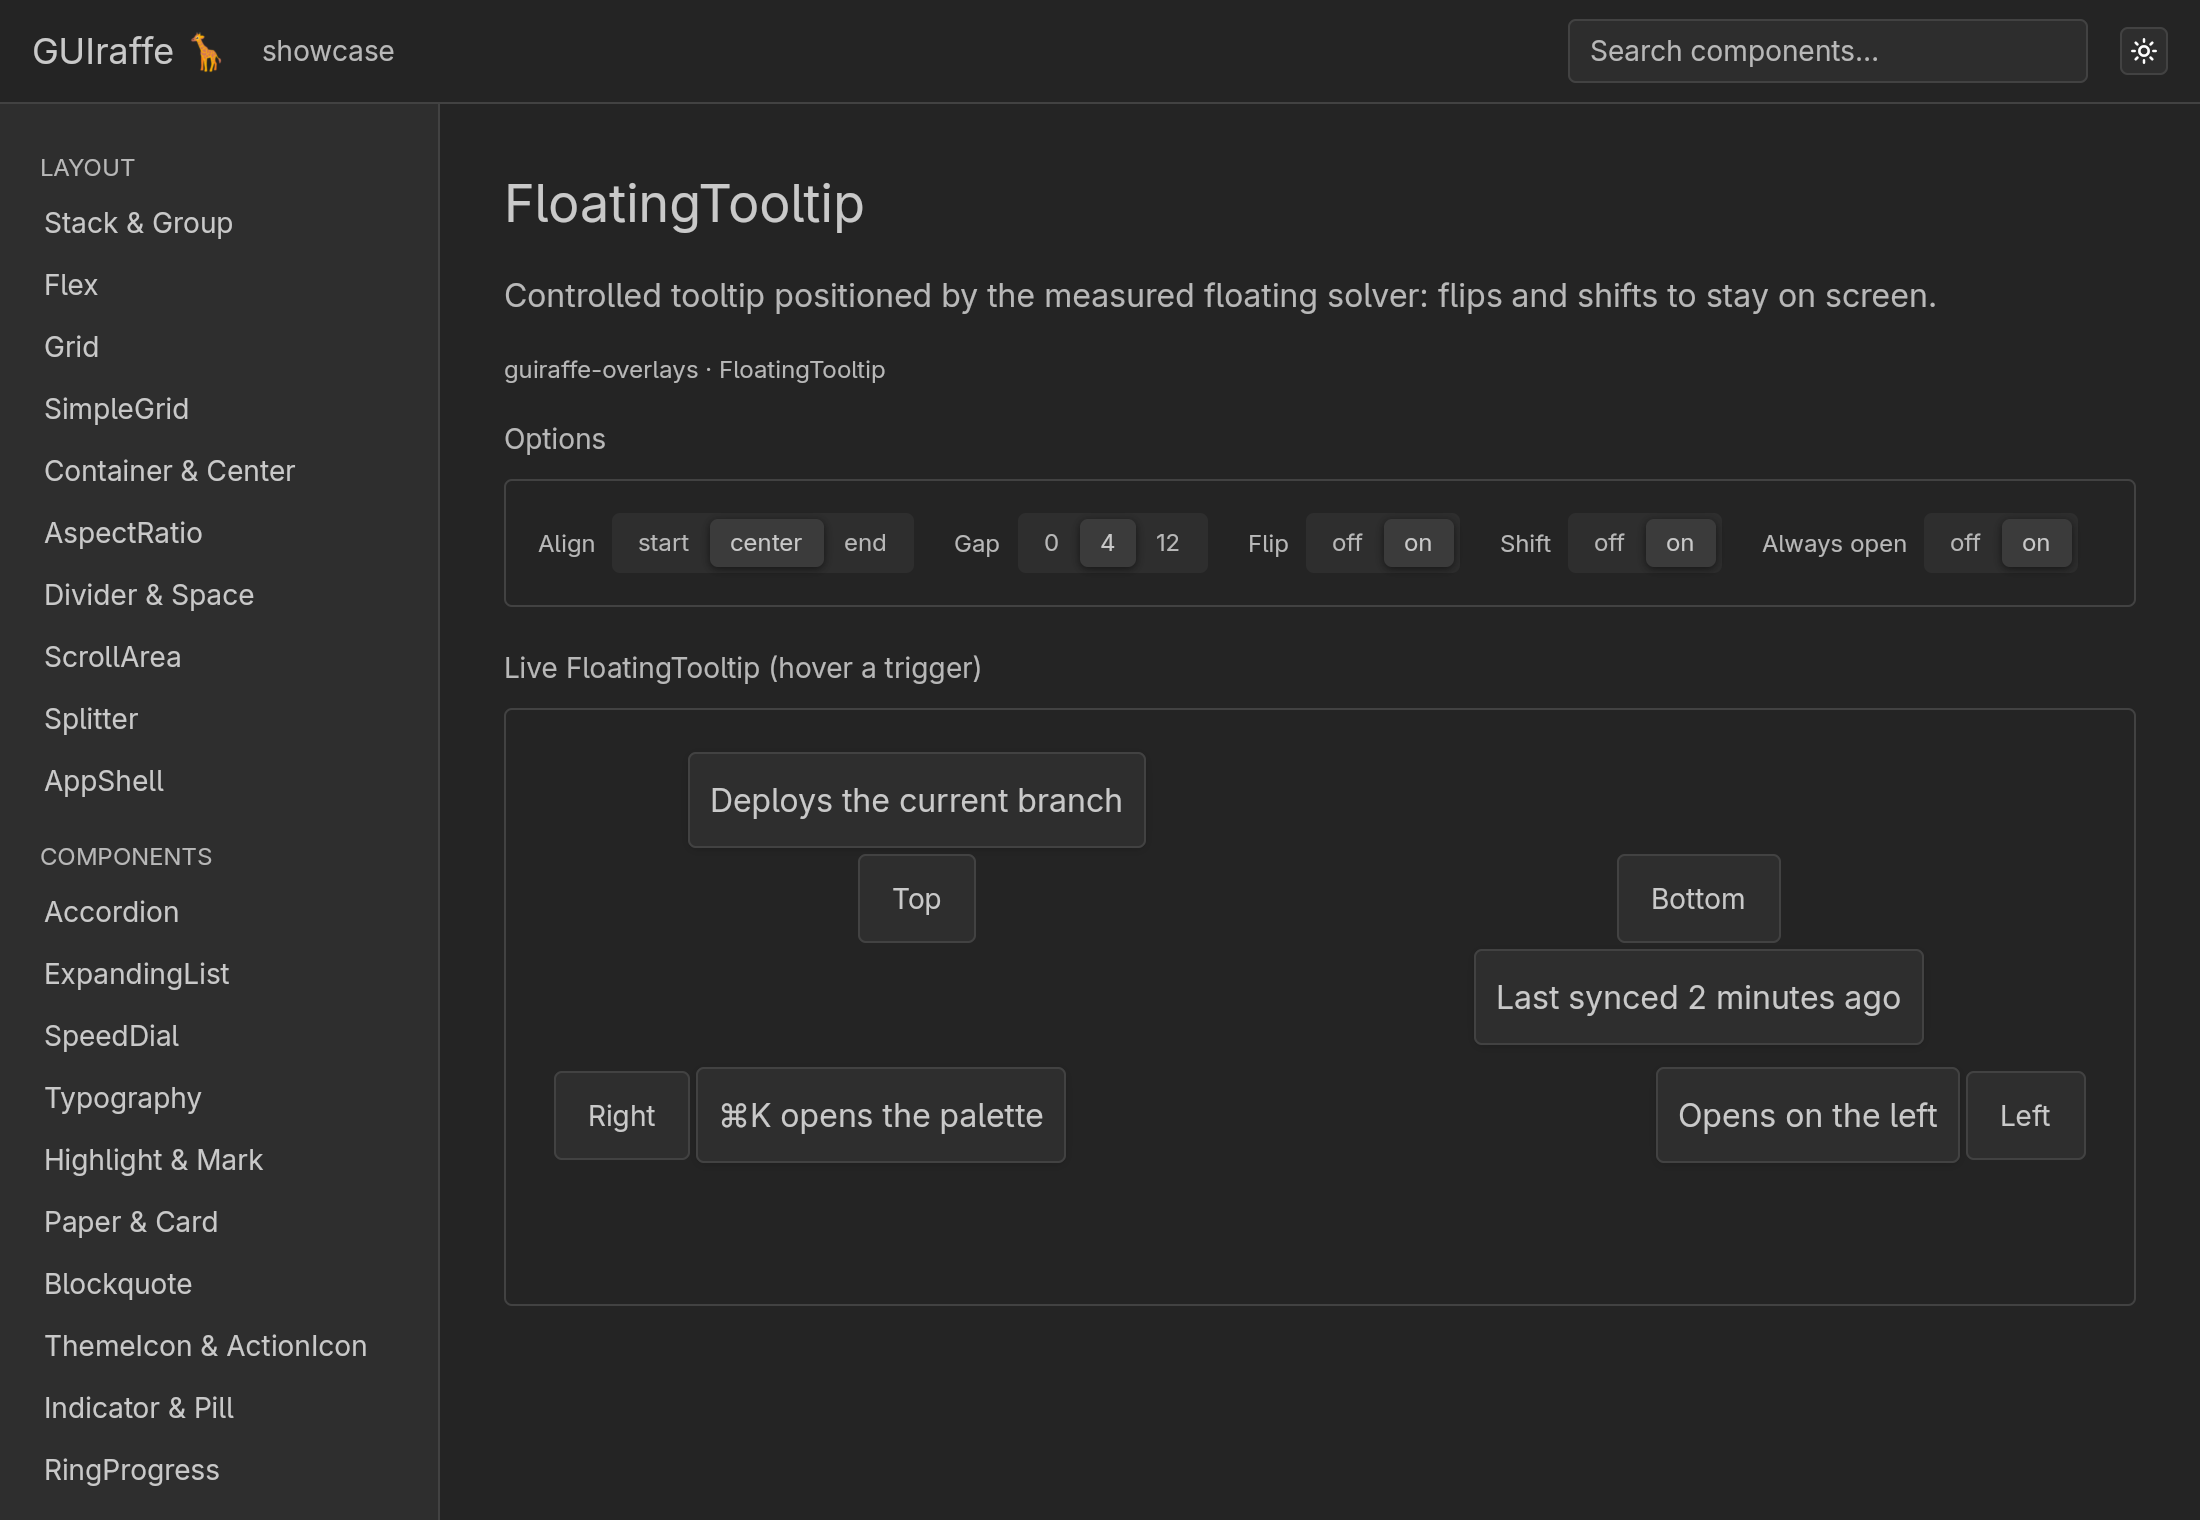 GUIraffe 🦒 showcase
Search components...
LAYOUT
Stack & Group
Flex
Grid
SimpleGrid
Container & Center
AspectRatio
Divider & Space
ScrollArea
Splitter
AppShell
COMPONENTS
Accordion
ExpandingList
SpeedDial
Typography
Highlight & Mark
Paper & Card
Blockquote
ThemeIcon & ActionIcon
Indicator & Pill
RingProgress
FloatingTooltip
Controlled tooltip positioned by the measured floating solver: flips and shifts to stay on screen.
guiraffe-overlays · FloatingTooltip
Options
Align start center end Gap 0 4 12 Flip off on Shift off on Always open off on
Live FloatingTooltip (hover a trigger)
Deploys the current branch
Top
Bottom
Last synced 2 minutes ago
Right
⌘K opens the palette
Opens on the left
Left